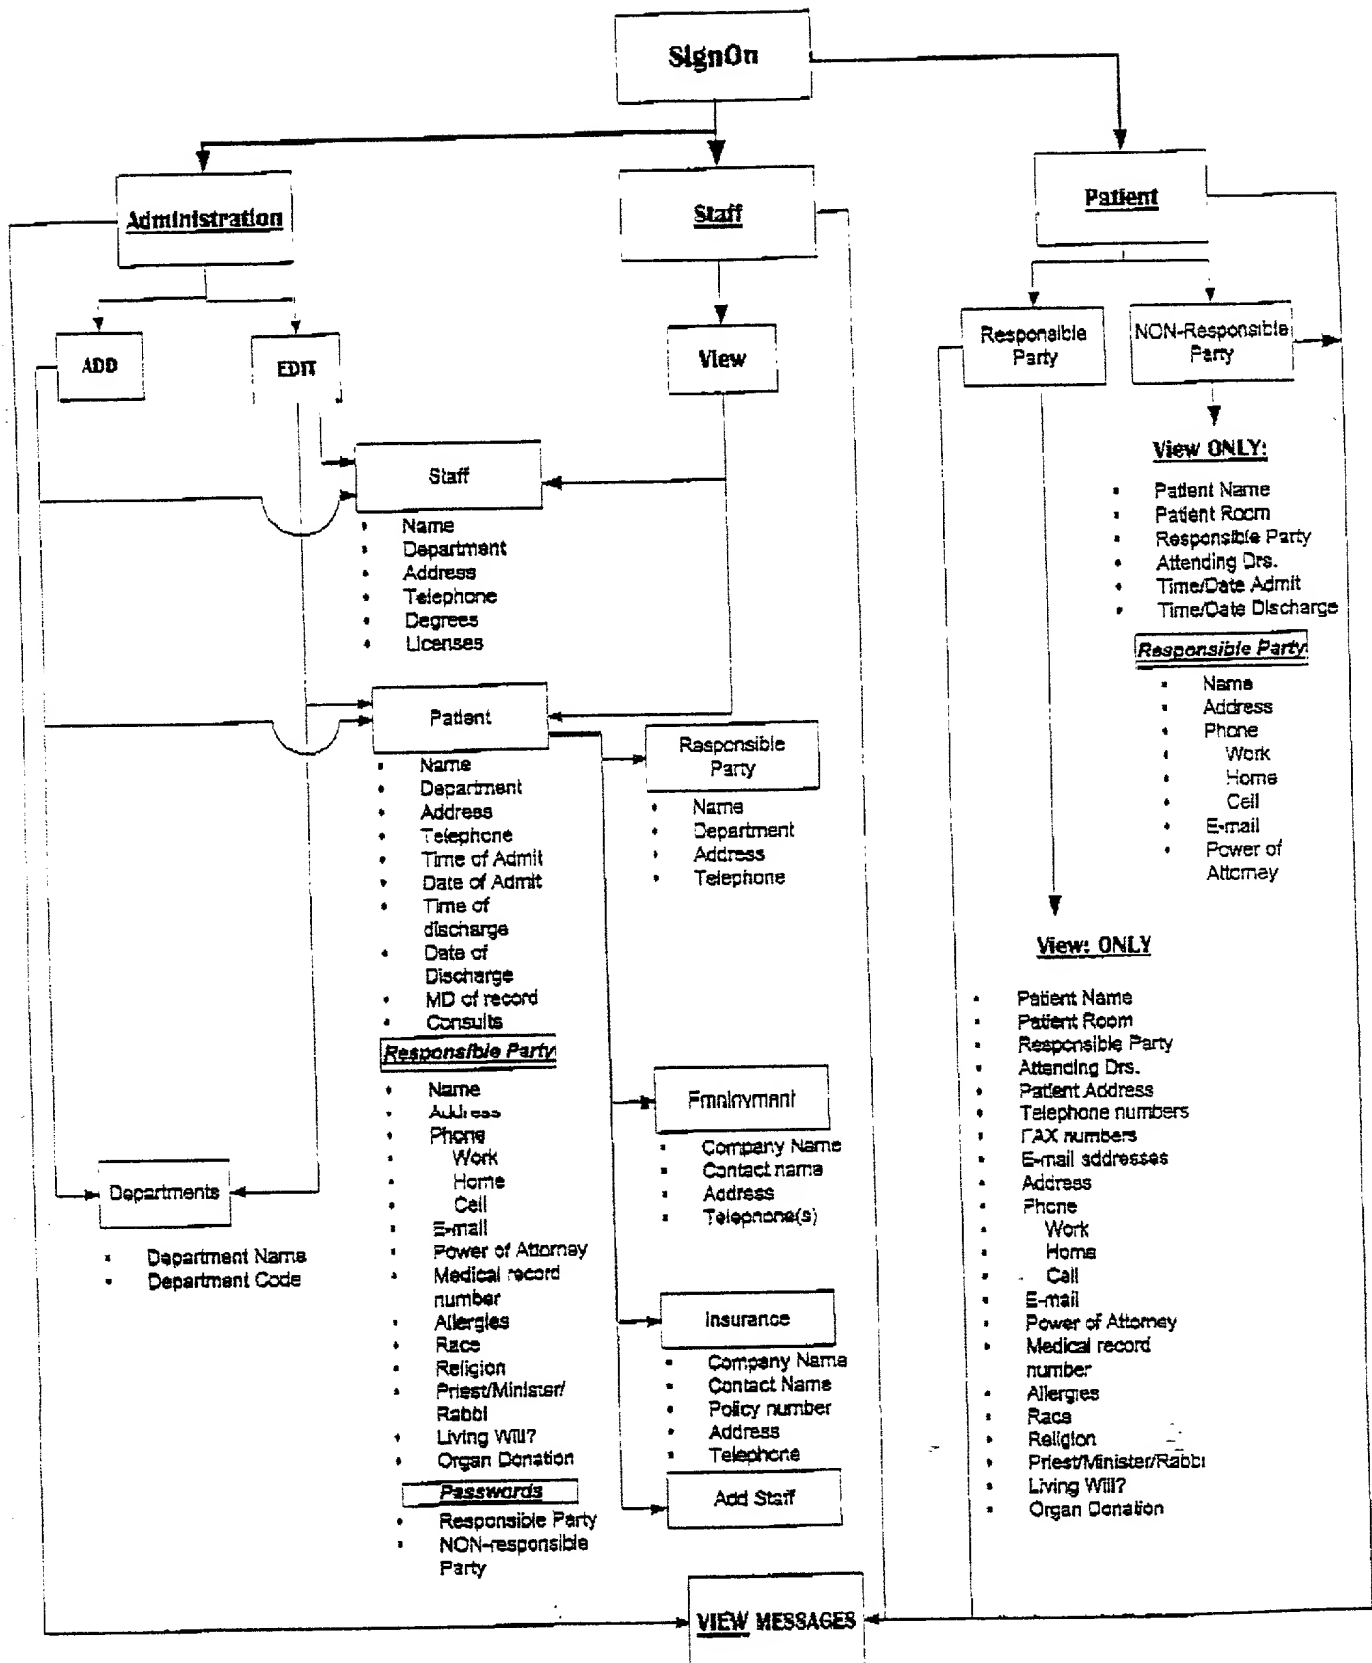 SignOn
Administration
Staff
Patient
ADD
EDIT
View
Responsible
Party
NON-Responsible
Party
Staff
Name
Department
Address
Telephone
Degrees
Licenses
View ONLY:
Patient Name
Patient Room
Responsible Party
Attending Drs.
Time/Date Admit
Time/Date Discharge
Responsible Party
Name
Address
Phone
Work
Home
Cell
E-mail
Power of
Attorney
Patient
Name
Department
Address
Telephone
Time of Admit
Date of Admit
Time of
discharge
Date of
Discharge
MD of record
Consults
Responsible Party
Name
Address
Phone
Work
Home
Cell
E-mail
Power of Attorney
Medical record
number
Allergies
Race
Religion
Priest/Minister/
Rabbi
Living Will?
Organ Donation
Passwords
Responsible Party
NON-responsible
Party
Responsible
Party
Name
Department
Address
Telephone
Employment
Company Name
Contact name
Address
Telephone(s)
Insurance
Company Name
Contact Name
Policy number
Address
Telephone
Add Staff
Departments
Department Name
Department Code
View: ONLY
Patient Name
Patient Room
Responsible Party
Attending Drs.
Patient Address
Telephone numbers
FAX numbers
E-mail addresses
Address
Phone
Work
Home
Cell
E-mail
Power of Attorney
Medical record
number
Allergies
Race
Religion
Priest/Minister/Rabbi
Living Will?
Organ Donation
VIEW MESSAGES